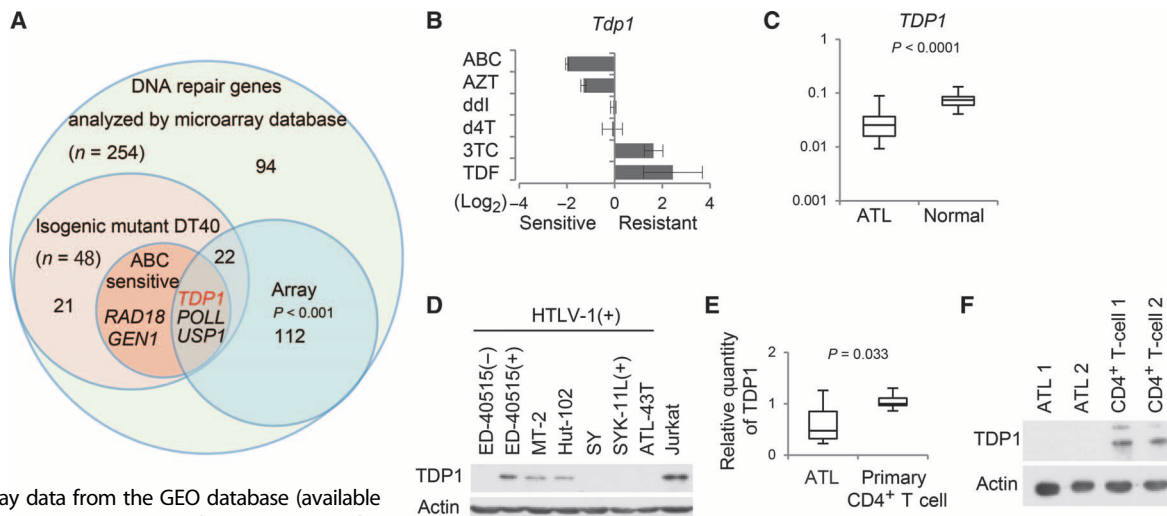 A
DNA repair genes
analyzed by microarray database
(n = 254)
94
Isogenic mutant DT40
(n = 48)
ABC
sensitive
22
21
RAD18
GEN1
TDP1
POLL
USP1
Array
P < 0.001
112
B
Tdp1
ABC
AZT
ddI
d4T
3TC
TDF
(Log2) −4 −2 0 2 4
Sensitive Resistant
C
TDP1
P < 0.0001
1
0.1
0.01
0.001
ATL Normal
D
HTLV-1(+)
ED-40515(−)
ED-40515(+)
MT-2
Hut-102
SY
SYK-11L(+)
ATL-43T
Jurkat
TDP1
Actin
E
Relative quantity
of TDP1
P = 0.033
2
1
0
ATL Primary
CD4+ T cell
F
ATL 1
ATL 2
CD4+ T-cell 1
CD4+ T-cell 2
TDP1
Actin
ay data from the GEO database (available